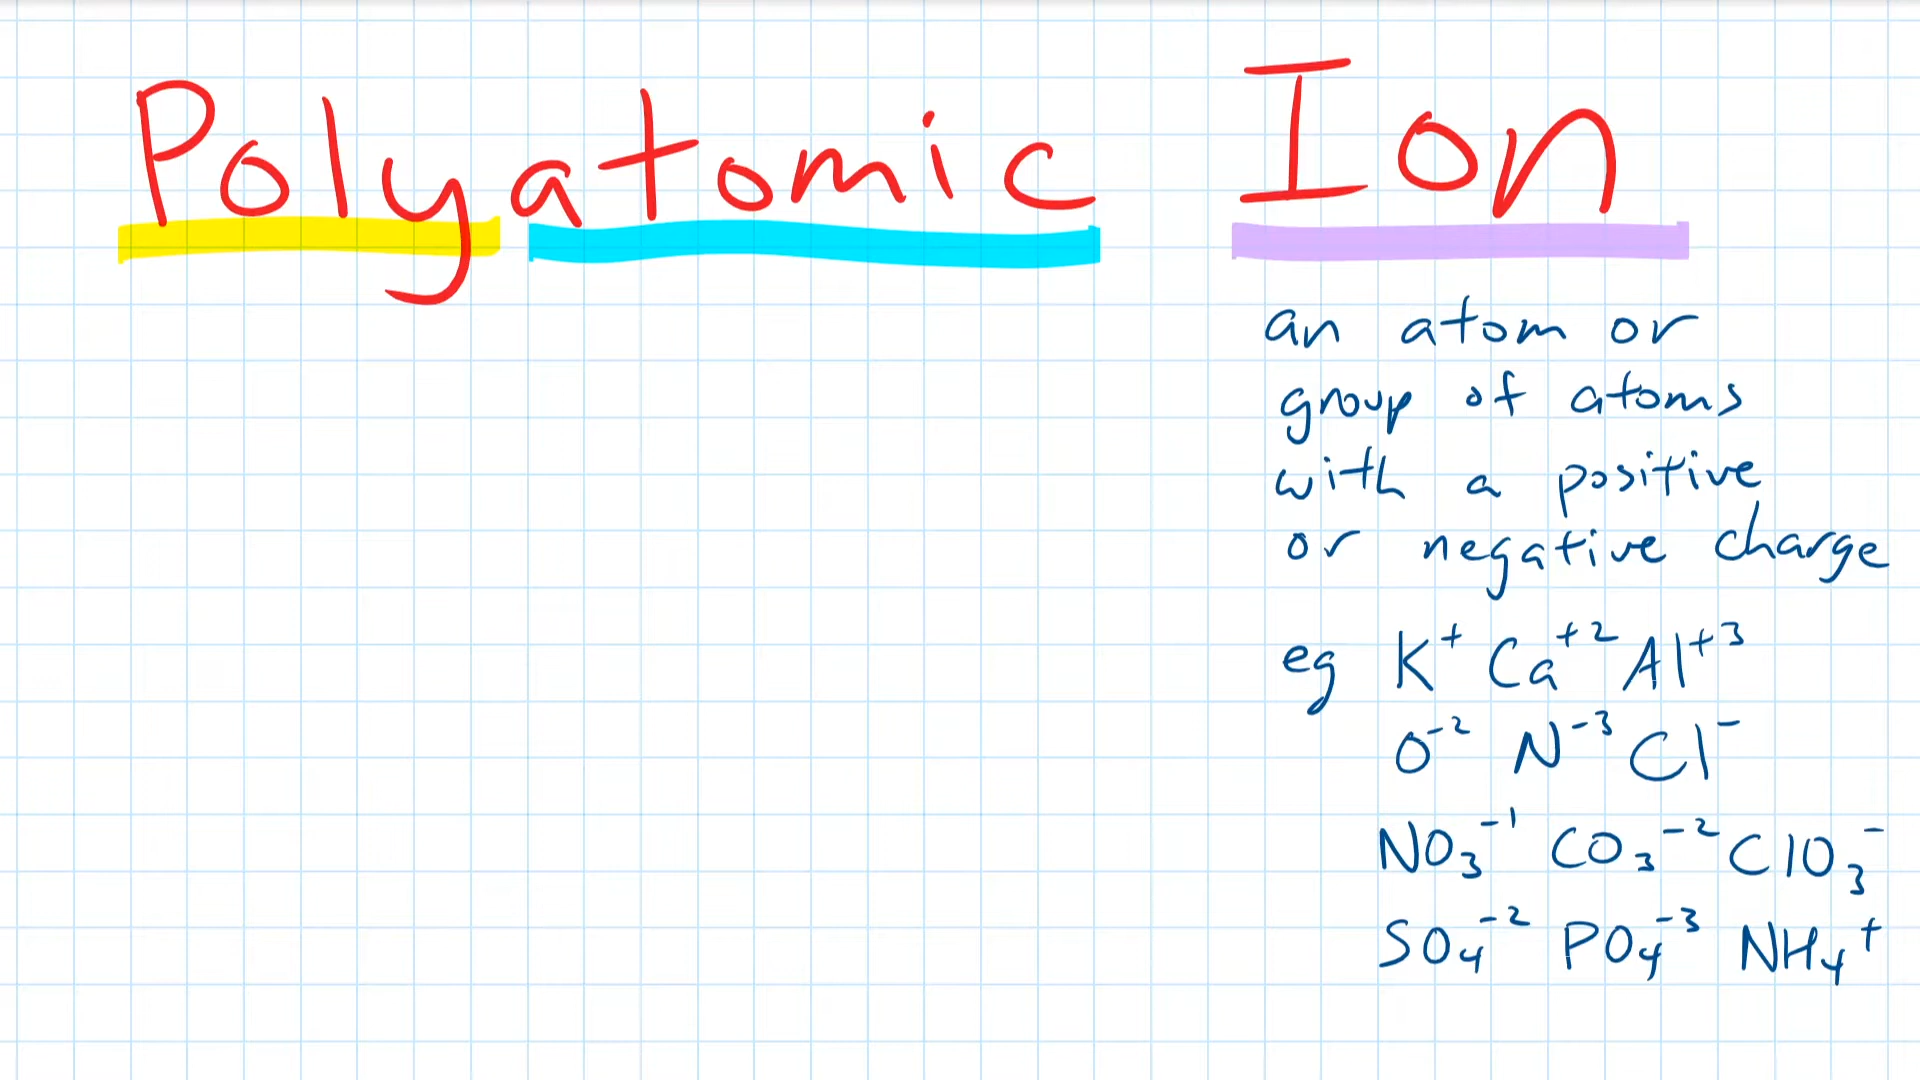 Polyatomic Ion
an atom or
group of atoms
with a positive
or negative charge
eg K⁺ Ca⁺² Al⁺³
O⁻² N⁻³ Cl⁻
NO₃⁻¹ CO₃⁻² ClO₃⁻
SO₄⁻² PO₄⁻³ NH₄⁺